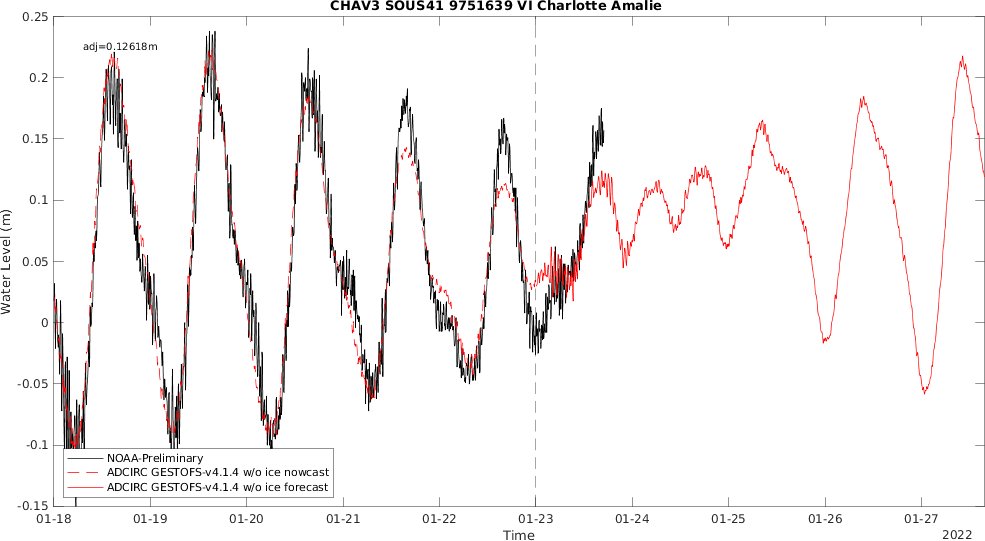 CHAV3 SOUS41 9751639 VI Charlotte Amalie
adj=0.12618m
0.25
0.2
0.15
0.1
0.05
0
-0.05
-0.1
-0.15
Water Level (m)
NOAA-Preliminary
ADCIRC GESTOFS-v4.1.4 w/o ice nowcast
ADCIRC GESTOFS-v4.1.4 w/o ice forecast
01-18 01-19 01-20 01-21 01-22 01-23 01-24 01-25 01-26 01-27
Time
2022